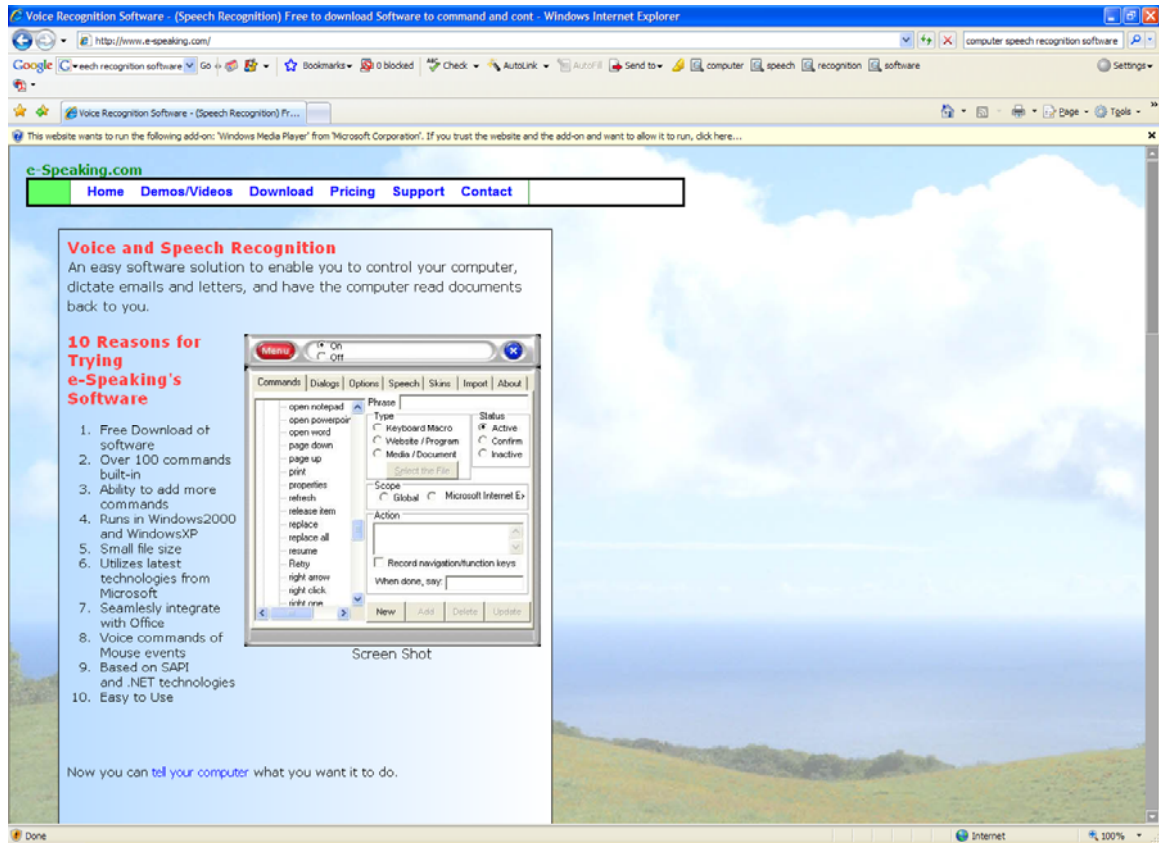 Voice Recognition Software - (Speech Recognition) Free to download Software to command and cont - Windows Internet Explorer
http://www.e-speaking.com/
computer speech recognition software
Google
eech recognition software
Go
Bookmarks
0 blocked
Check
AutoLink
AutoFill
Send to
computer
speech
recognition
software
Settings
Voice Recognition Software - (Speech Recognition) Fr...
Page
Tools
This website wants to run the following add-on: 'Windows Media Player' from 'Microsoft Corporation'. If you trust the website and the add-on and want to allow it to run, click here...
e-Speaking.com
Home Demos/Videos Download Pricing Support Contact
Voice and Speech Recognition
An easy software solution to enable you to control your computer,
dictate emails and letters, and have the computer read documents
back to you.
10 Reasons for
Trying
e-Speaking's
Software
1. Free Download of
software
2. Over 100 commands
built-in
3. Ability to add more
commands
4. Runs in Windows2000
and WindowsXP
5. Small file size
6. Utilizes latest
technologies from
Microsoft
7. Seamlesly integrate
with Office
8. Voice commands of
Mouse events
9. Based on SAPI
and .NET technologies
10. Easy to Use
Menu
On
Off
Commands Dialogs Options Speech Skins Import About
open notepad
open powerpoir
open word
page down
page up
print
properties
refresh
release item
replace
replace all
resume
Retry
right arrow
right click
right one
Phrase
Type
Keyboard Macro
Website / Program
Media / Document
Select the File
Status
Active
Confirm
Inactive
Scope
Global Microsoft Internet Ex
Action
Record navigation/function keys
When done, say:
New Add Delete Update
Screen Shot
Now you can tell your computer what you want it to do.
Done
Internet
100%